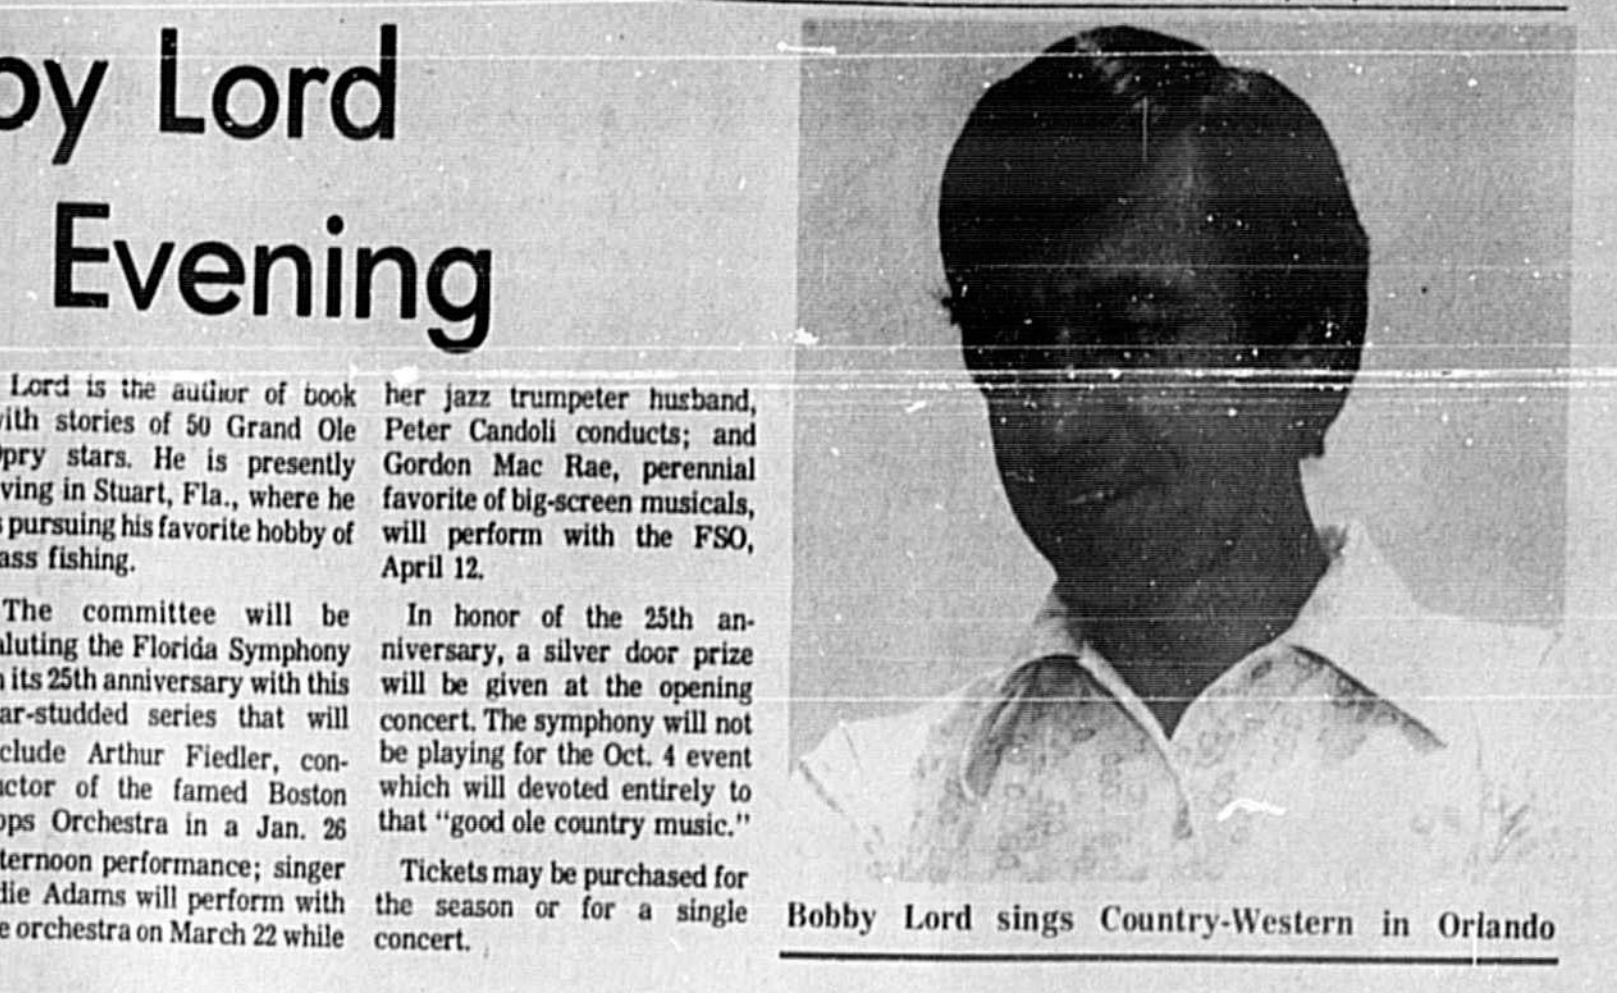 by Lord
Evening
Lord is the author of book
with stories of 50 Grand Ole
Opry stars. He is presently
ving in Stuart, Fla., where he
s pursuing his favorite hobby of
ass fishing.
The committee will be
aluting the Florida Symphony
n its 25th anniversary with this
ar-studded series that will
clude Arthur Fiedler, con-
uctor of the famed Boston
ops Orchestra in a Jan. 26
ternoon performance; singer
die Adams will perform with
e orchestra on March 22 while
her jazz trumpeter husband,
Peter Candoli conducts; and
Gordon Mac Rae, perennial
favorite of big-screen musicals,
will perform with the FSO,
April 12.
In honor of the 25th an-
niversary, a silver door prize
will be given at the opening
concert. The symphony will not
be playing for the Oct. 4 event
which will devoted entirely to
that "good ole country music."
Tickets may be purchased for
the season or for a single
concert.
Bobby Lord sings Country-Western in Orlando